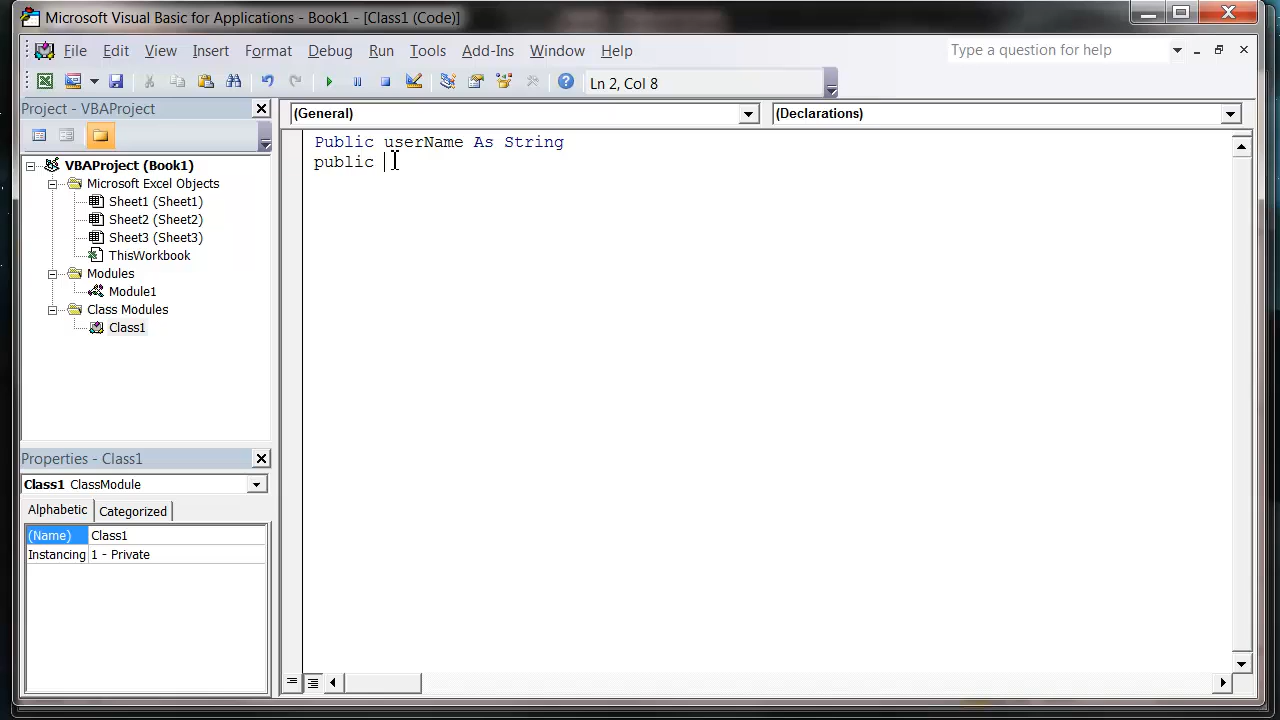 Microsoft Visual Basic for Applications - Book1 - [Class1 (Code)]
File Edit View Insert Format Debug Run Tools Add-Ins Window Help
Type a question for help
Ln 2, Col 8
Project - VBAProject
(General)
(Declarations)
Public userName As String
public
VBAProject (Book1)
Microsoft Excel Objects
Sheet1 (Sheet1)
Sheet2 (Sheet2)
Sheet3 (Sheet3)
ThisWorkbook
Modules
Module1
Class Modules
Class1
Properties - Class1
Class1 ClassModule
Alphabetic Categorized
(Name) Class1
Instancing 1 - Private